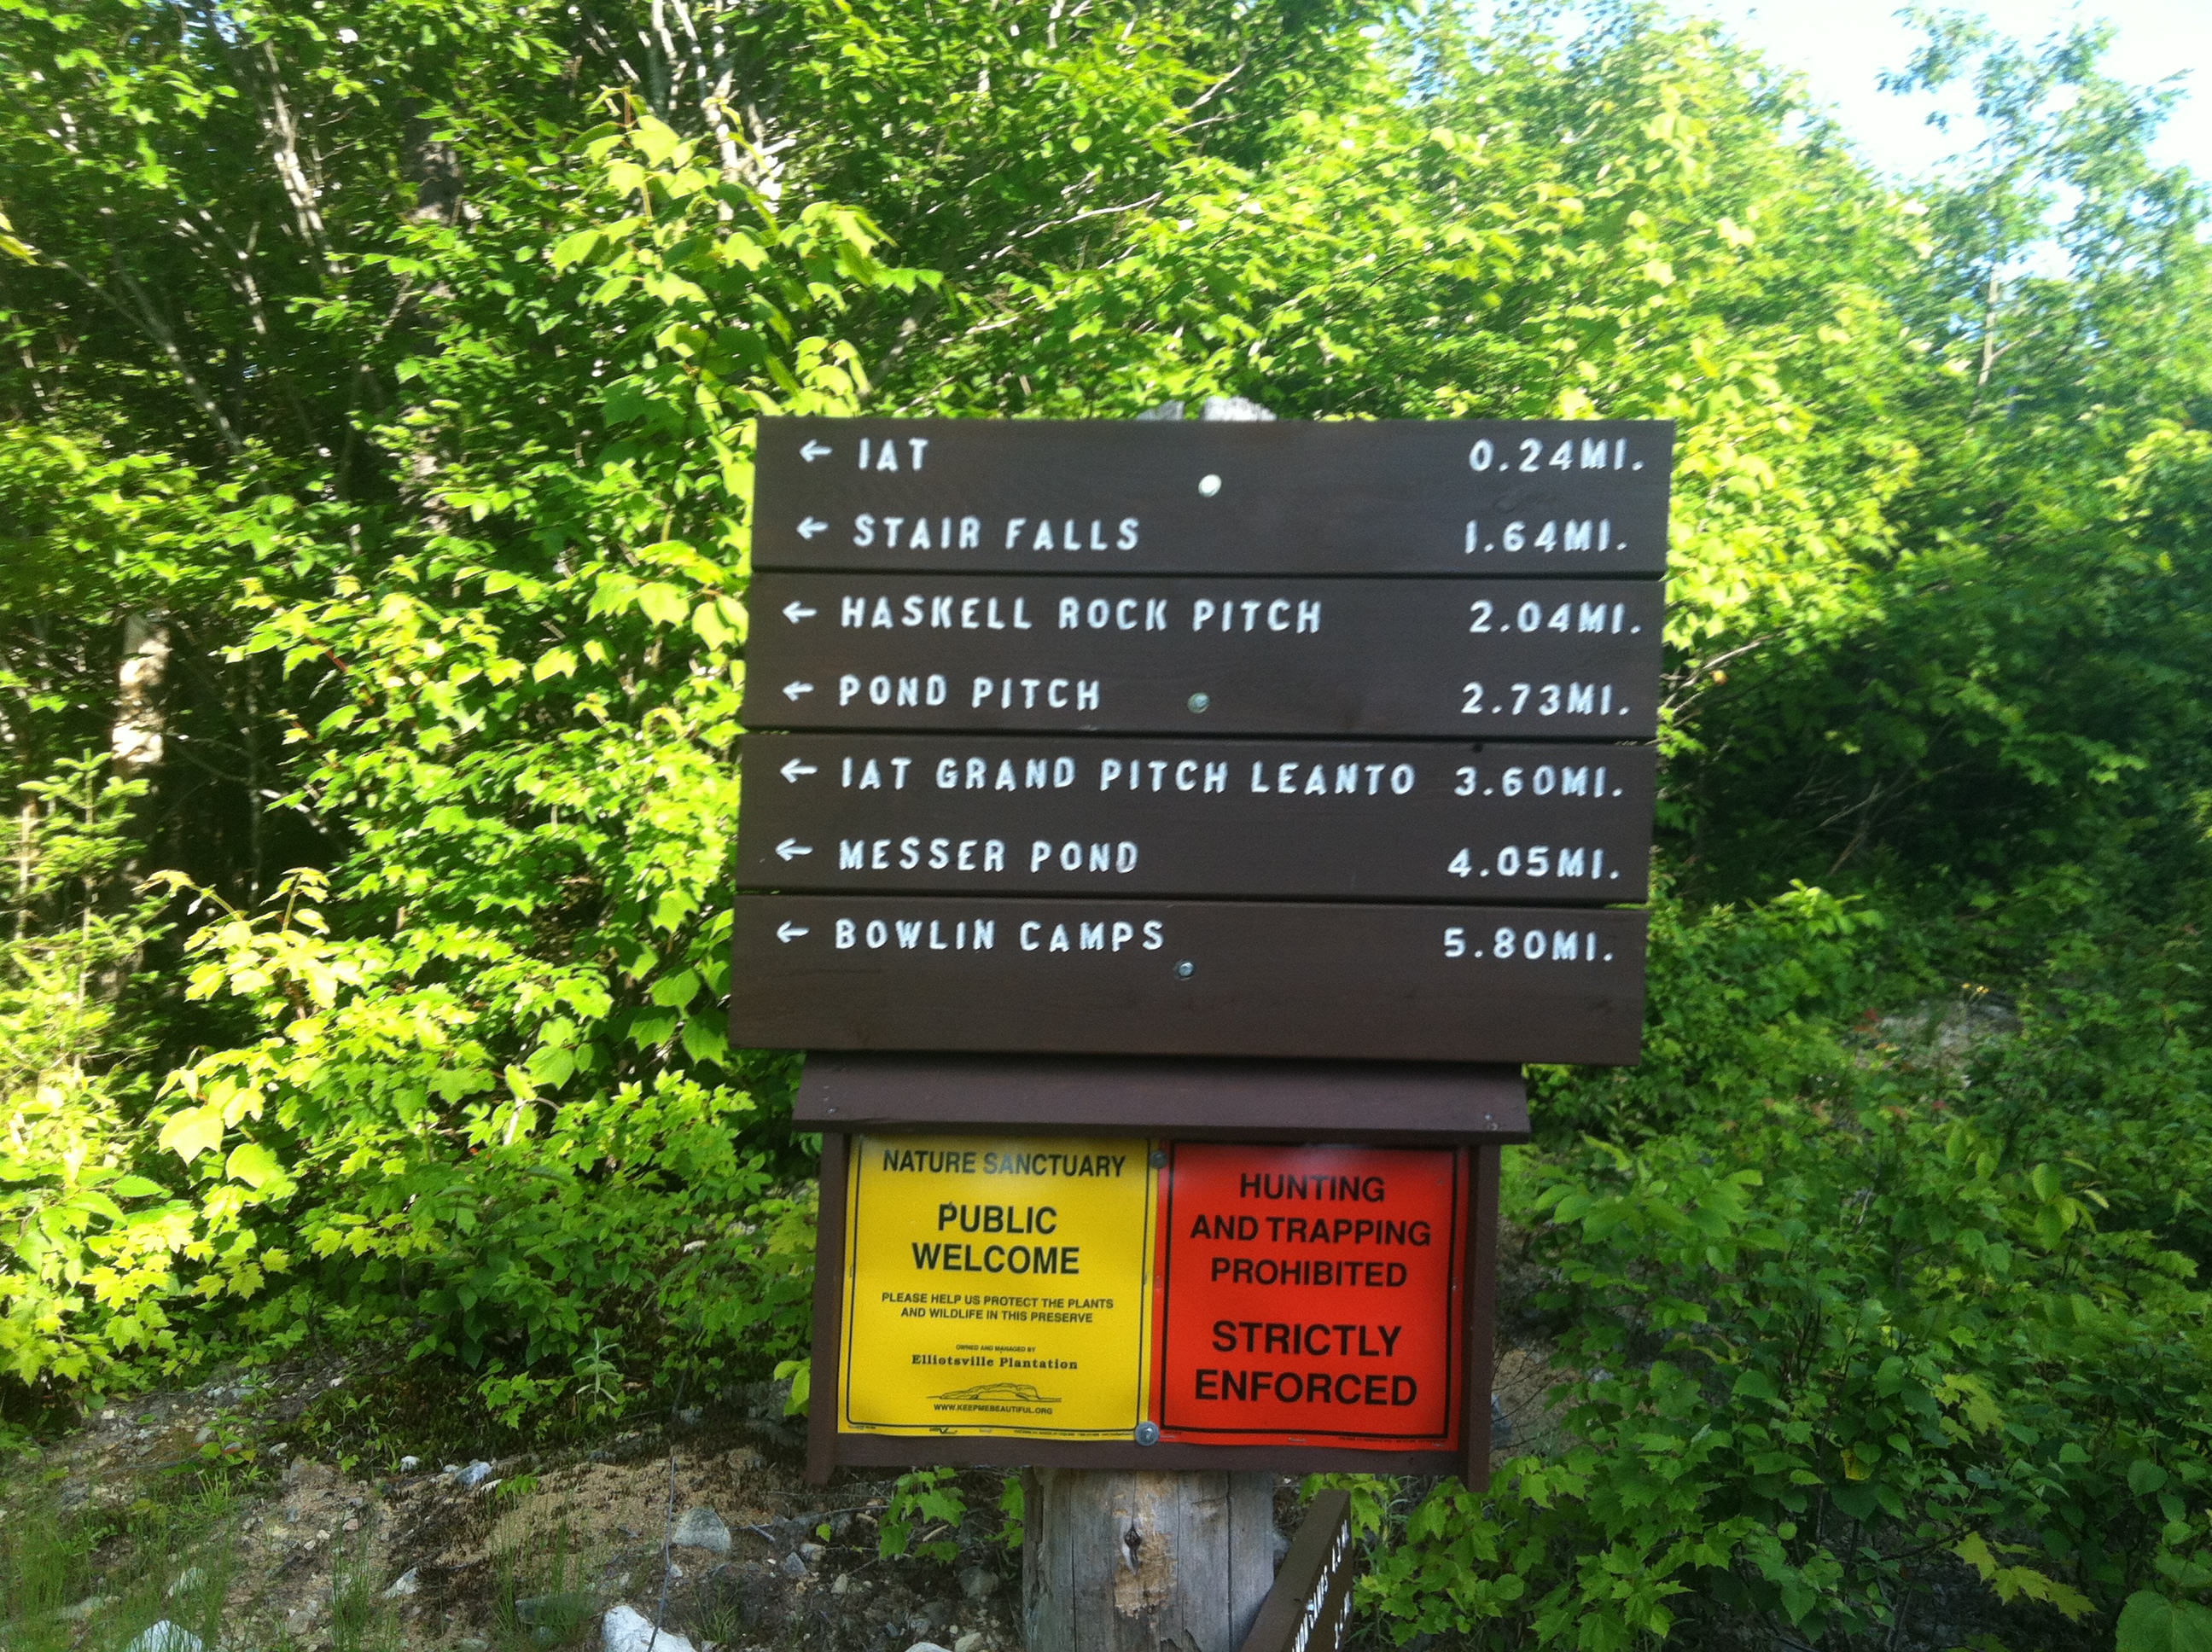 ← IAT 0.24MI.
← STAIR FALLS 1.64MI.
← HASKELL ROCK PITCH 2.04MI.
← POND PITCH 2.73MI.
← IAT GRAND PITCH LEANTO 3.60MI.
← MESSER POND 4.05MI.
← BOWLIN CAMPS 5.80MI.
NATURE SANCTUARY
PUBLIC
WELCOME
PLEASE HELP US PROTECT THE PLANTS
AND WILDLIFE IN THIS PRESERVE
OWNED AND MANAGED BY
Elliotsville Plantation
WWW.KEEPMEBEAUTIFUL.ORG
HUNTING
AND TRAPPING
PROHIBITED
STRICTLY
ENFORCED